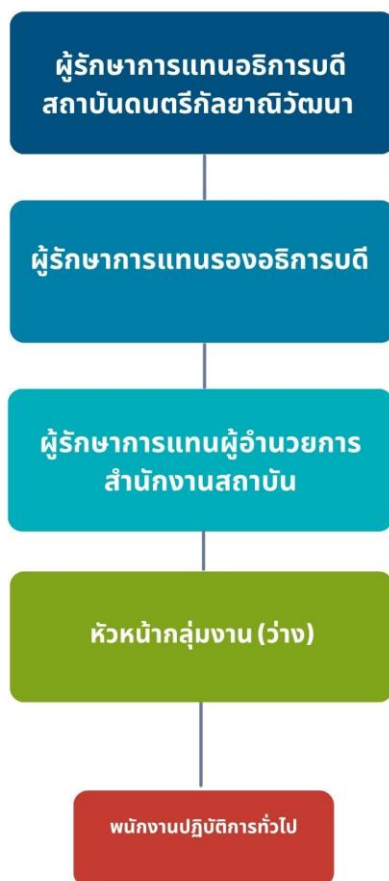 ผู้รักษาการแทนอธิการบดี
สถาบันดนตรีกัลยาณิวัฒนา
ผู้รักษาการแทนรองอธิการบดี
ผู้รักษาการแทนผู้อำนวยการ
สำนักงานสถาบัน
หัวหน้ากลุ่มงาน (ว่าง)
พนักงานปฏิบัติการทั่วไป